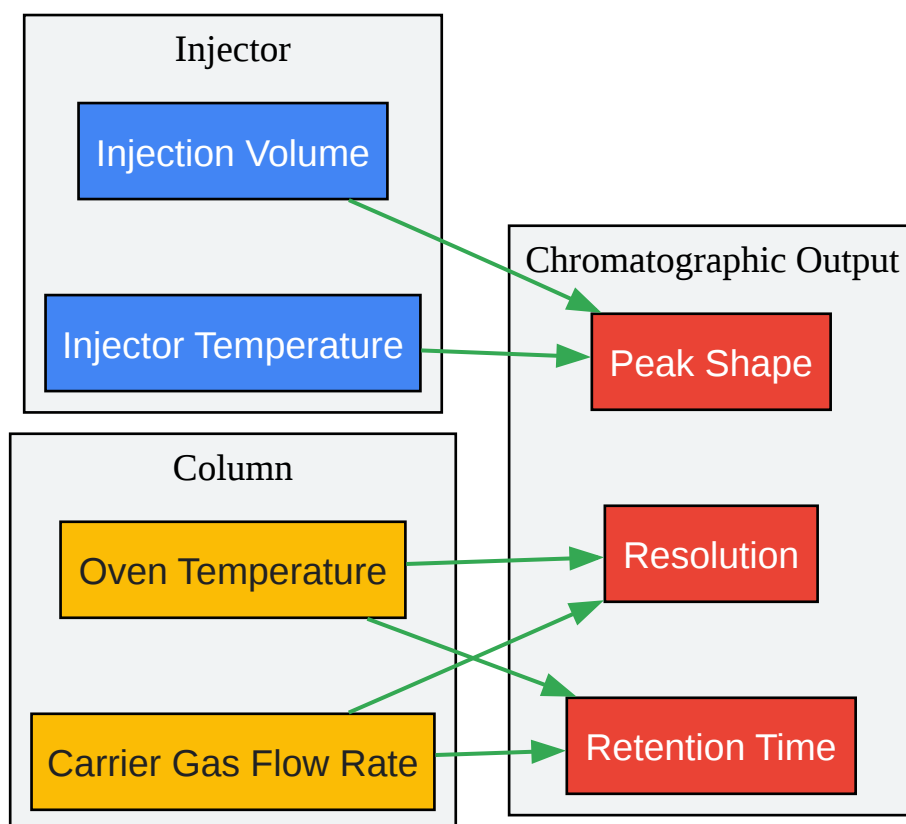 Injector
Injection Volume
Injector Temperature
Column
Oven Temperature
Carrier Gas Flow Rate
Chromatographic Output
Peak Shape
Resolution
Retention Time